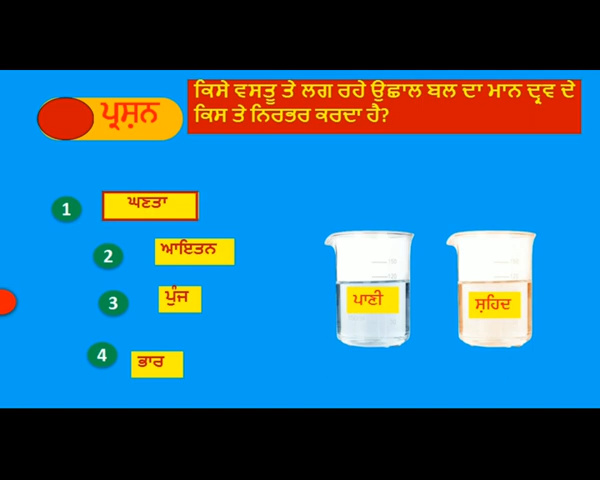 ਪ੍ਰਸ਼ਨ
ਕਿਸੇ ਵਸਤੂ ਤੇ ਲਗ ਰਹੇ ਉਛਾਲ ਬਲ ਦਾ ਮਾਨ ਦ੍ਰਵ ਦੇ
ਕਿਸ ਤੇ ਨਿਰਭਰ ਕਰਦਾ ਹੈ?
1 ਘਣਤਾ
2 ਆਇਤਨ
3 ਪੁੰਜ
4 ਭਾਰ
ਪਾਣੀ
ਸ਼ਹਿਦ